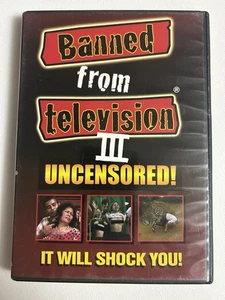 Banned
from
television®
III
UNCENSORED!
IT WILL SHOCK YOU!